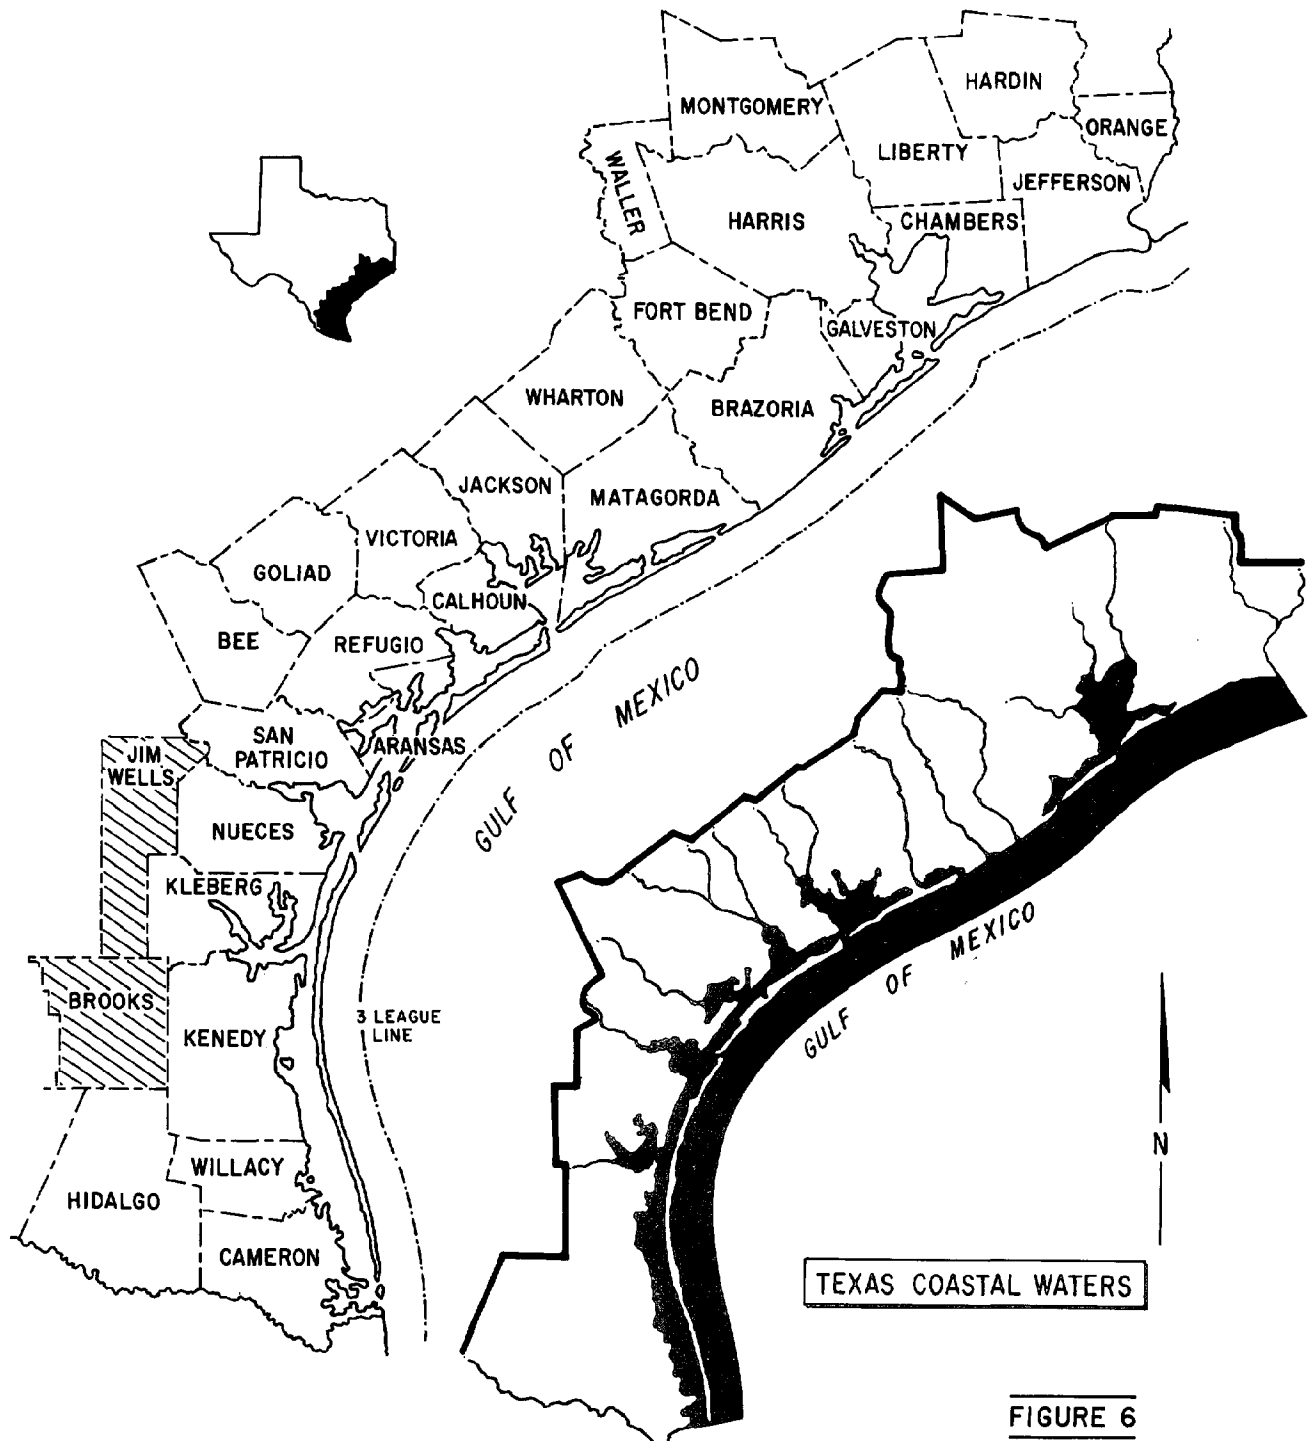 HARDIN
MONTGOMERY
ORANGE
LIBERTY
WALLER
JEFFERSON
HARRIS
CHAMBERS
FORT BEND
GALVESTON
WHARTON
BRAZORIA
JACKSON
MATAGORDA
VICTORIA
GOLIAD
CALHOUN
BEE
REFUGIO
GULF OF MEXICO
SAN
PATRICIO
ARANSAS
JIM
WELLS
NUECES
KLEBERG
BROOKS
3 LEAGUE
LINE
KENEDY
GULF OF MEXICO
N
WILLACY
HIDALGO
CAMERON
TEXAS COASTAL WATERS
FIGURE 6